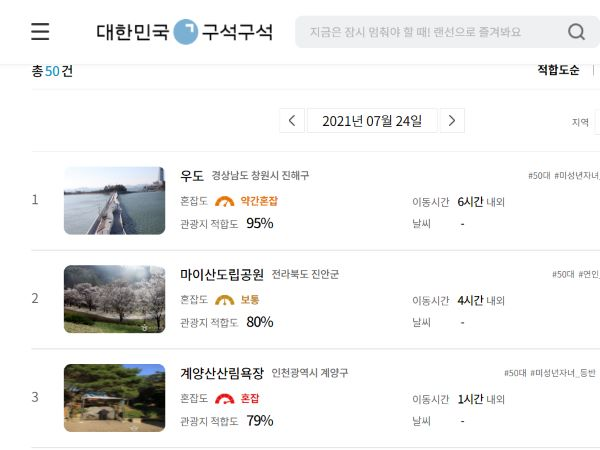 대한민국 구석구석
지금은 잠시 멈춰야 할 때! 랜선으로 즐겨봐요
총 50 건
적합도순 |
2021년 07월 24일
지역
1
우도 경상남도 창원시 진해구
#50대 #미성년자녀
혼잡도 약간혼잡
이동시간 6시간 내외
관광지 적합도 95%
날씨 -
2
마이산도립공원 전라북도 진안군
#50대 #연인_
혼잡도 보통
이동시간 4시간 내외
관광지 적합도 80%
날씨 -
3
계양산산림욕장 인천광역시 계양구
#50대 #미성년자녀_등반
혼잡도 혼잡
이동시간 1시간 내외
관광지 적합도 79%
날씨 -